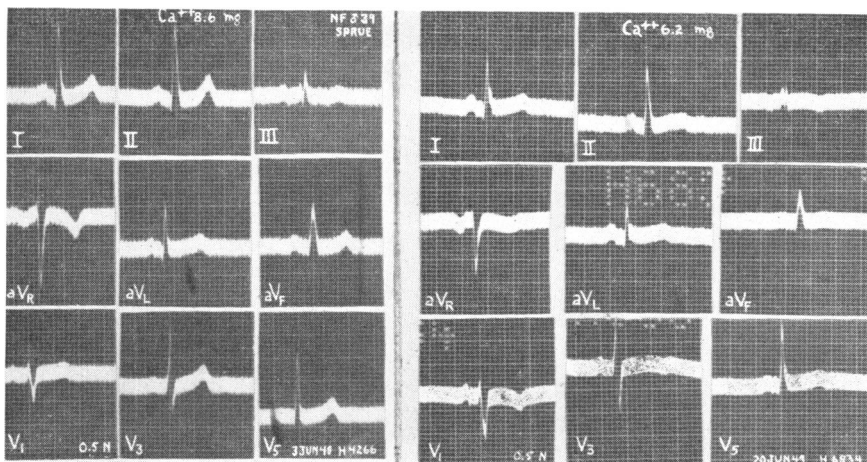 Ca++ 8.6 mg
NF
SPRUE
I II III
aVR aVL aVF
V1 0.5 N V3 V5 H4266
Ca++ 6.2 mg
I II III
aVR aVL aVF
V1 0.5 N V3 V5